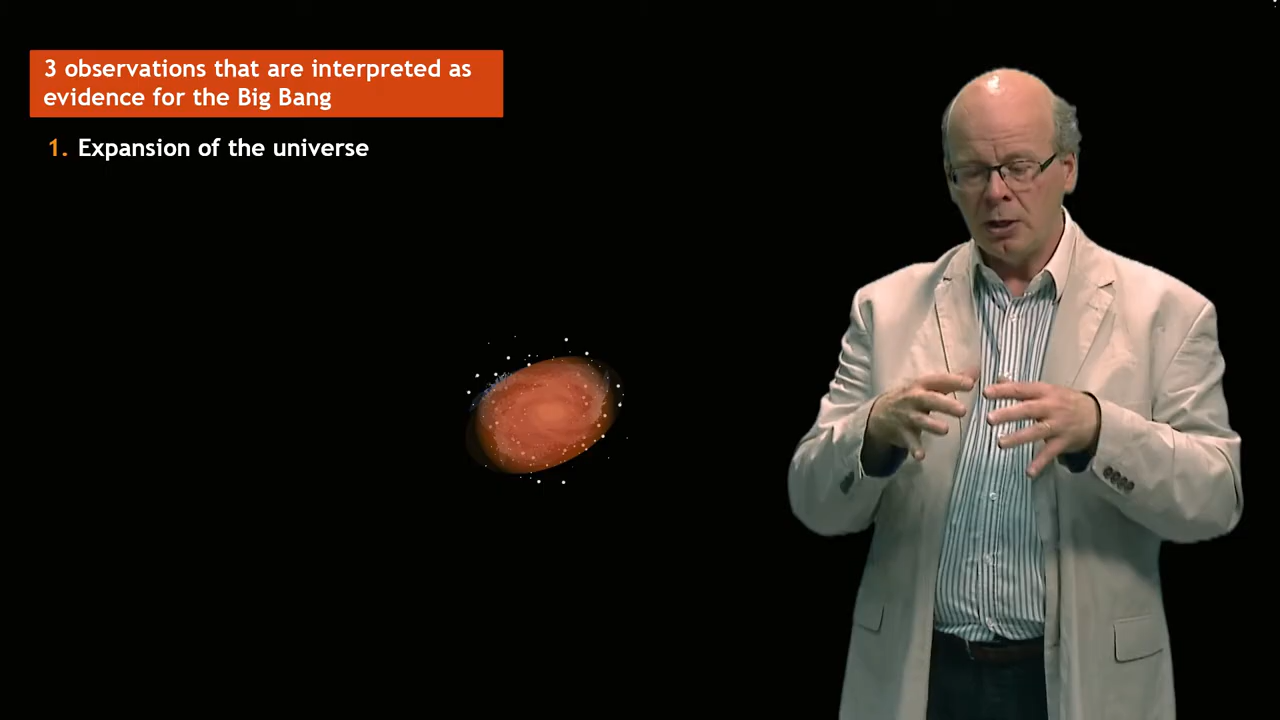 3 observations that are interpreted as
evidence for the Big Bang
1. Expansion of the universe